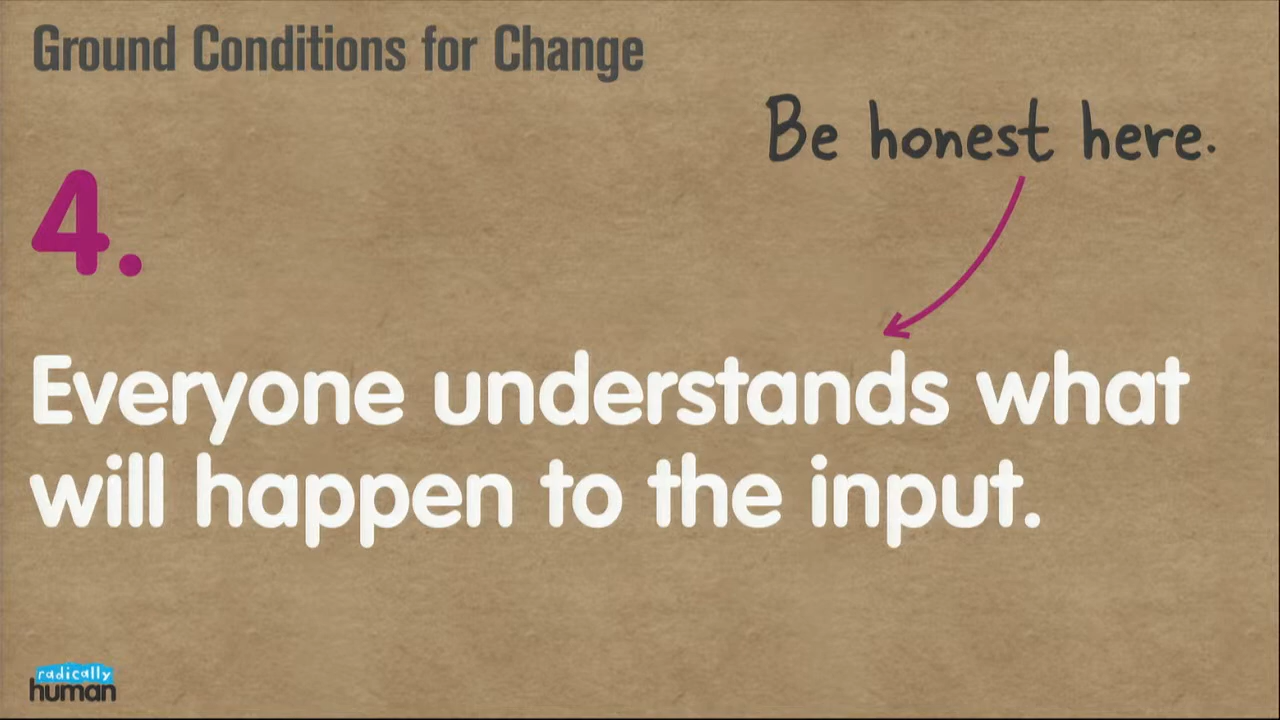 Ground Conditions for Change
Be honest here.
4.
Everyone understands what
will happen to the input.
radically
human